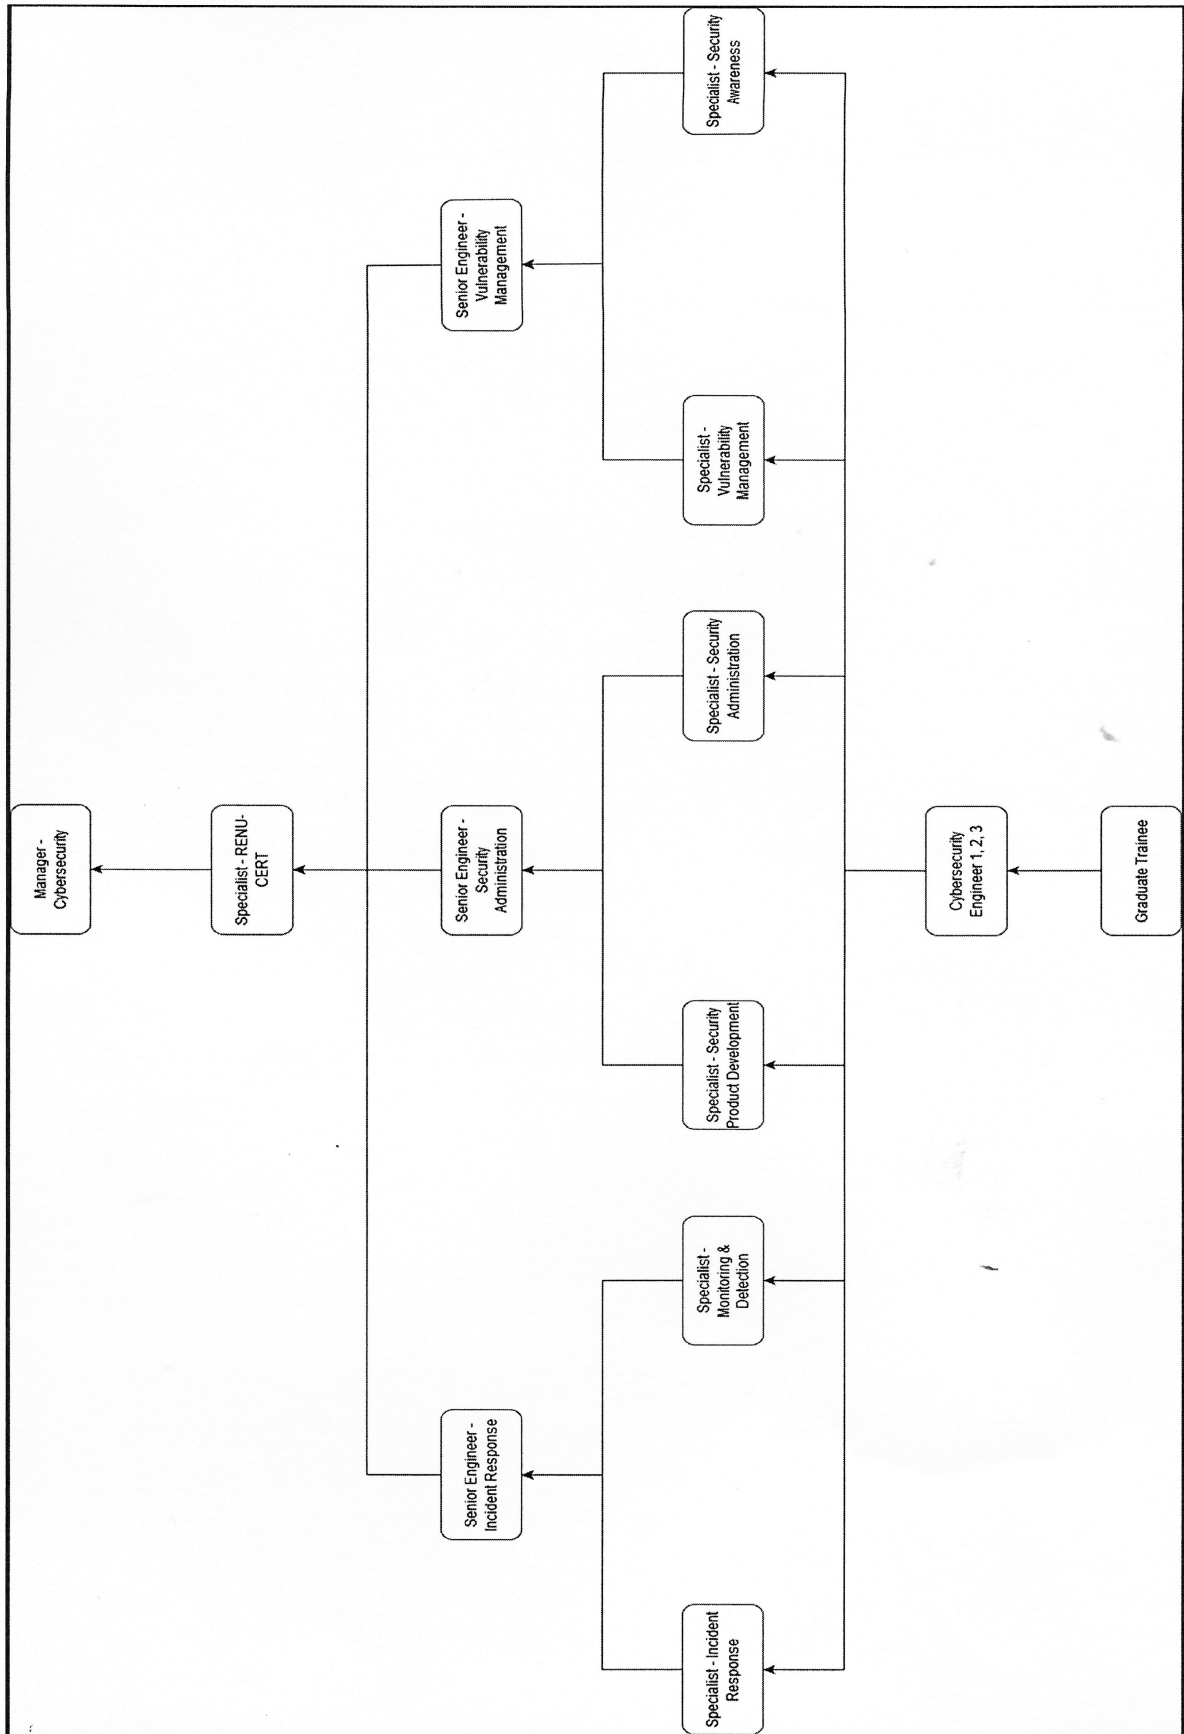 Manager -
Cybersecurity
Specialist - RENU-
CERT
Senior Engineer -
Incident Response
Senior Engineer -
Security
Administration
Senior Engineer -
Vulnerability
Management
Specialist - Incident
Response
Specialist -
Monitoring &
Detection
Specialist - Security
Product Development
Specialist - Security
Administration
Specialist -
Vulnerability
Management
Specialist - Security
Awareness
Cybersecurity
Engineer 1, 2, 3
Graduate Trainee